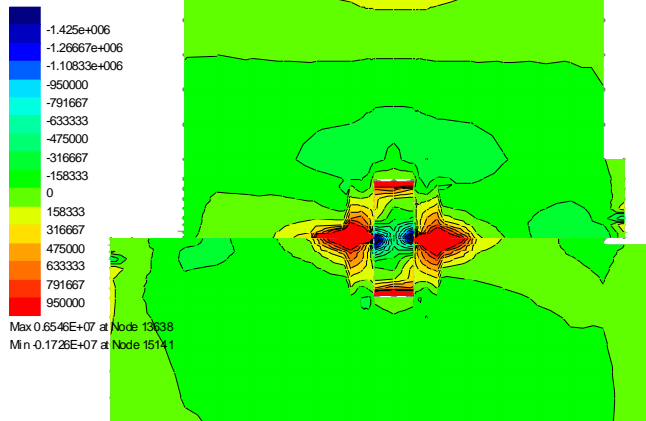 -1.425e+006
-1.26667e+006
-1.10833e+006
-950000
-791667
-633333
-475000
-316667
-158333
0
158333
316667
475000
633333
791667
950000
Max 0.6546E+07 at Node 13638
Min -0.1726E+07 at Node 15141